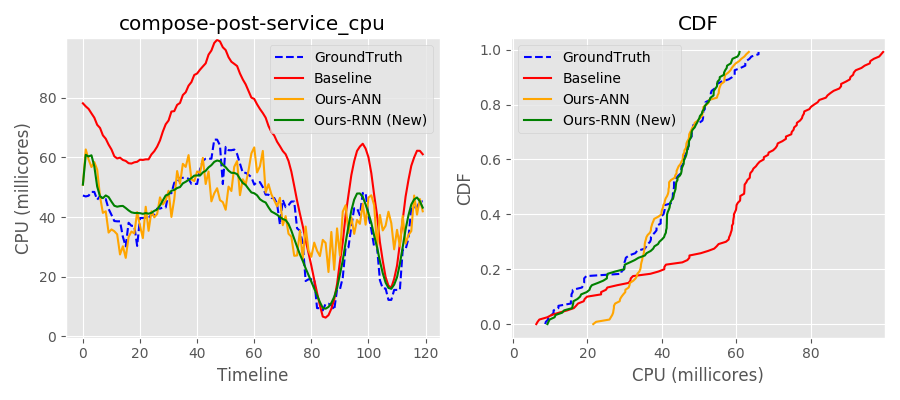 compose-post-service_cpu
CPU (millicores)
80
60
40
20
0
0 20 40 60 80 100 120
Timeline
GroundTruth
Baseline
Ours-ANN
Ours-RNN (New)
CDF
CDF
1.0
0.8
0.6
0.4
0.2
0.0
0 20 40 60 80
CPU (millicores)
GroundTruth
Baseline
Ours-ANN
Ours-RNN (New)